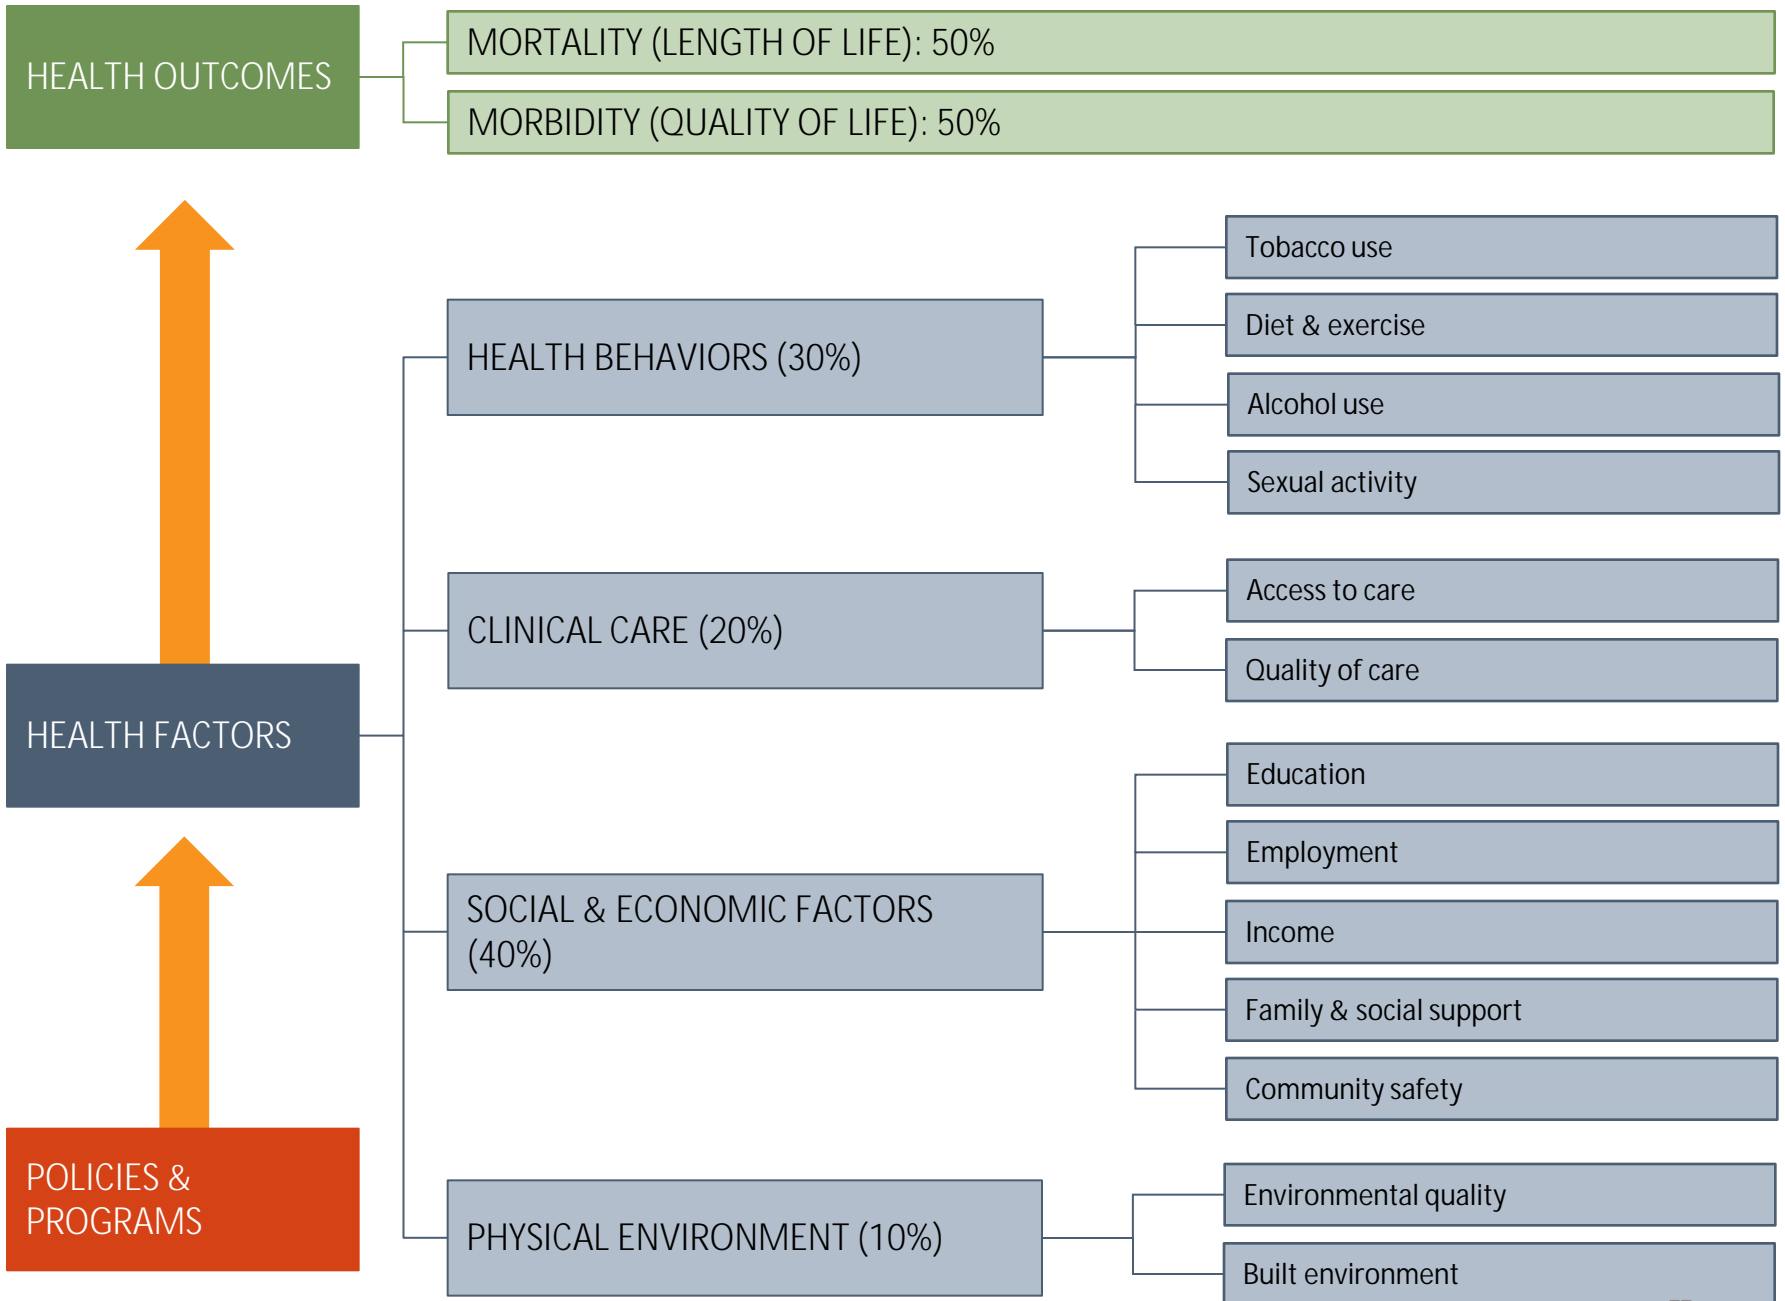 HEALTH OUTCOMES
MORTALITY (LENGTH OF LIFE): 50%
MORBIDITY (QUALITY OF LIFE): 50%
HEALTH FACTORS
HEALTH BEHAVIORS (30%)
Tobacco use
Diet & exercise
Alcohol use
Sexual activity
CLINICAL CARE (20%)
Access to care
Quality of care
SOCIAL & ECONOMIC FACTORS
(40%)
Education
Employment
Income
Family & social support
Community safety
POLICIES &
PROGRAMS
PHYSICAL ENVIRONMENT (10%)
Environmental quality
Built environment